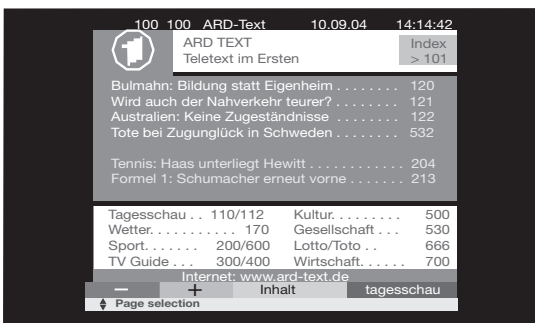 100 100 ARD-Text 10.09.04 14:14:42
ARD TEXT Index
Teletext im Ersten > 101
Bulmahn: Bildung statt Eigenheim . . . . . . . . 120
Wird auch der Nahverkehr teurer? . . . . . . . . 121
Australien: Keine Zugeständnisse . . . . . . . . 122
Tote bei Zugunglück in Schweden . . . . . . . . 532
Tennis: Haas unterliegt Hewitt . . . . . . . . . . . . 204
Formel 1: Schumacher erneut vorne . . . . . . . 213
Tagesschau . . 110/112 Kultur. . . . . . . . 500
Wetter. . . . . . . . . . . 170 Gesellschaft . . . 530
Sport. . . . . . . 200/600 Lotto/Toto . . 666
TV Guide . . . 300/400 Wirtschaft. . . . . . 700
Internet: www.ard-text.de
− + Inhalt tagesschau
Page selection